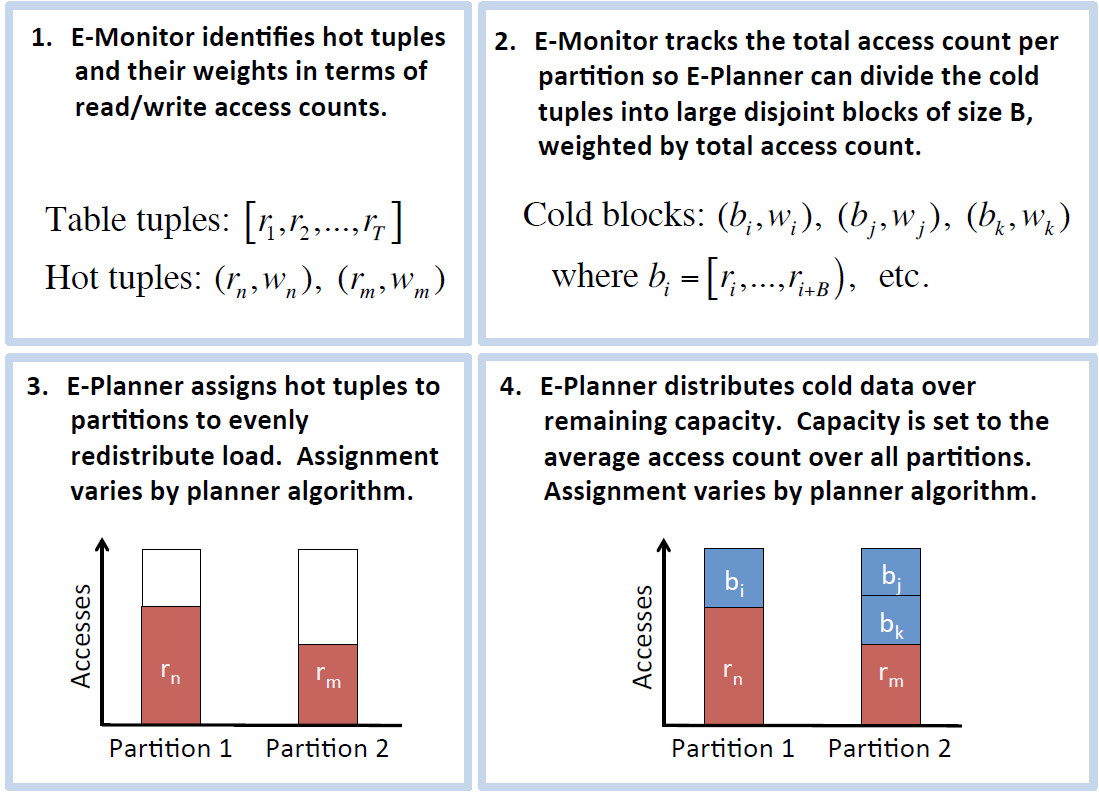 1. E-Monitor identifies hot tuples
and their weights in terms of
read/write access counts.
Table tuples: [r₁,r₂,...,r_T]
Hot tuples: (rₙ,wₙ), (rₘ,wₘ)
2. E-Monitor tracks the total access count per
partition so E-Planner can divide the cold
tuples into large disjoint blocks of size B,
weighted by total access count.
Cold blocks: (bᵢ,wᵢ), (bⱼ,wⱼ), (bₖ,wₖ)
where bᵢ = [rᵢ,...,rᵢ₊B), etc.
3. E-Planner assigns hot tuples to
partitions to evenly
redistribute load. Assignment
varies by planner algorithm.
Accesses
rₙ
rₘ
Partition 1 Partition 2
4. E-Planner distributes cold data over
remaining capacity. Capacity is set to the
average access count over all partitions.
Assignment varies by planner algorithm.
Accesses
bᵢ
rₙ
bⱼ
bₖ
rₘ
Partition 1 Partition 2